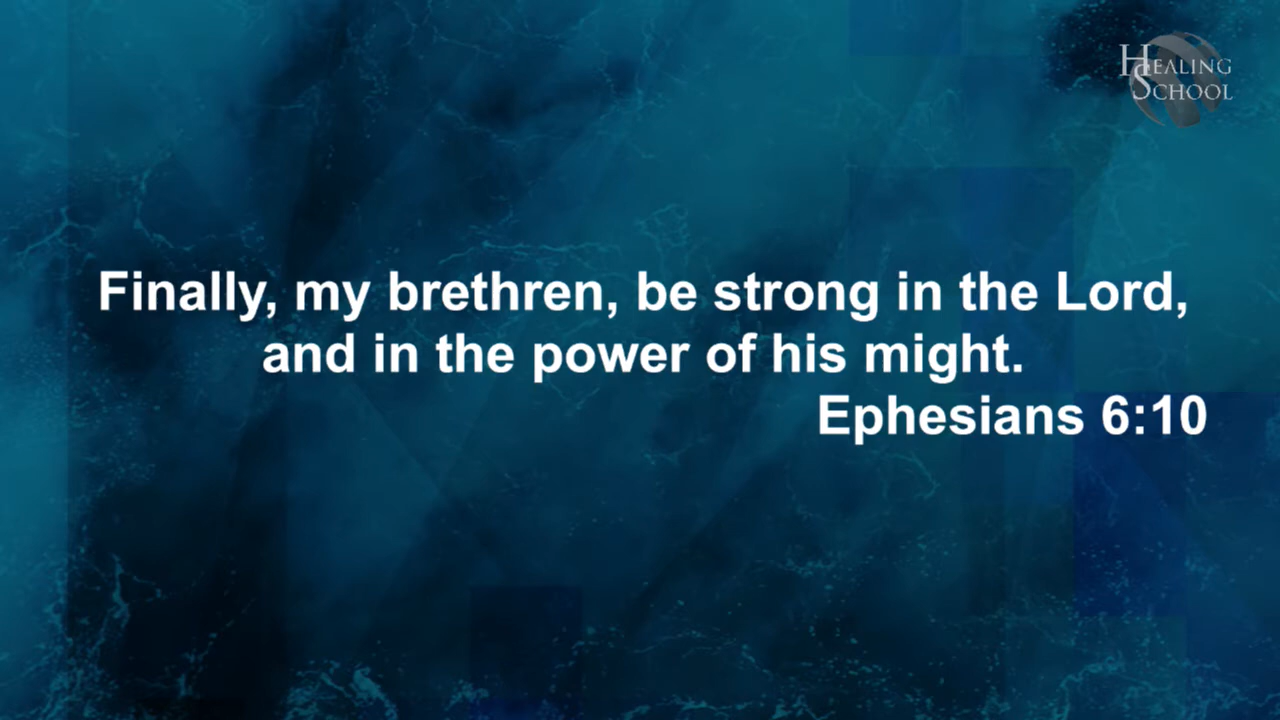 HEALING
SCHOOL
Finally, my brethren, be strong in the Lord,
and in the power of his might.
Ephesians 6:10